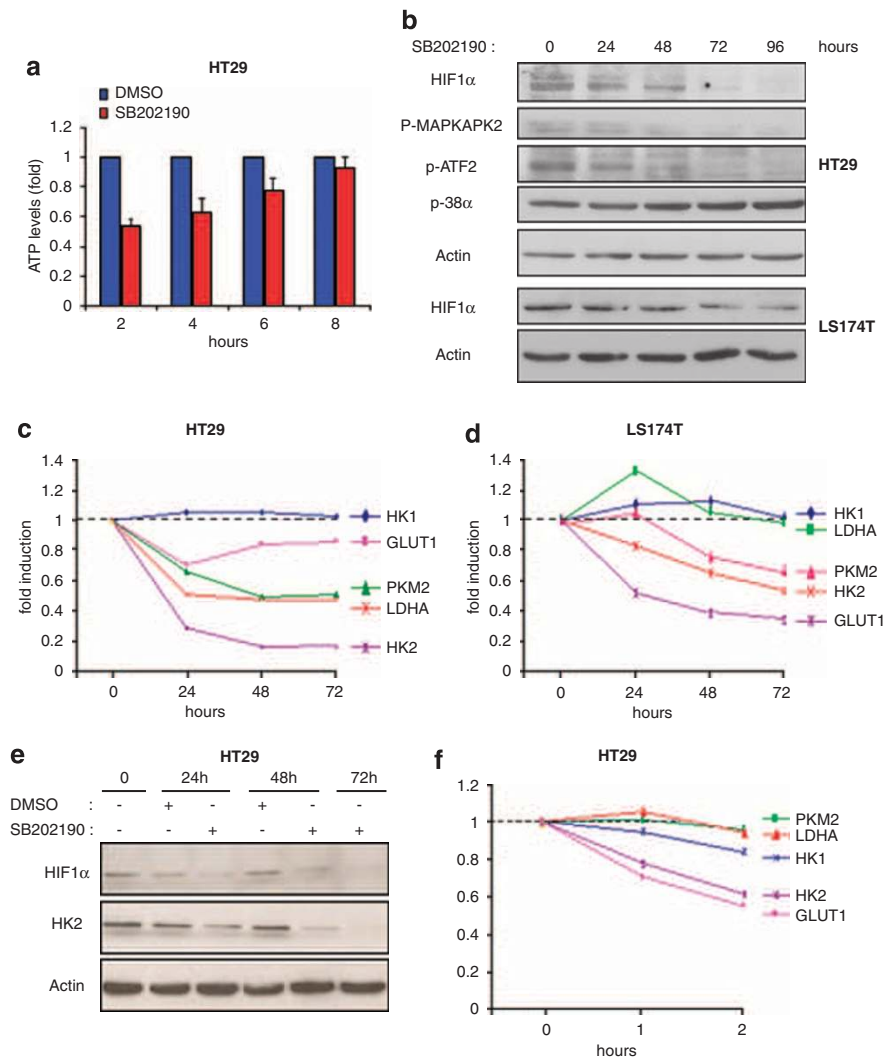 a
HT29
DMSO
SB202190
ATP levels (fold)
1.2
1
0.8
0.6
0.4
0.2
0
2 4 6 8
hours
b
SB202190 : 0 24 48 72 96 hours
HIF1α
P-MAPKAPK2
p-ATF2
p-38α
Actin
HT29
HIF1α
Actin
LS174T
c
HT29
fold induction
1.4
1.2
1
0.8
0.6
0.4
0.2
0
0 24 48 72
hours
HK1
GLUT1
PKM2
LDHA
HK2
d
LS174T
fold induction
1.4
1.2
1
0.8
0.6
0.4
0.2
0
0 24 48 72
hours
HK1
LDHA
PKM2
HK2
GLUT1
e
HT29
0 24h 48h 72h
DMSO : - + - + - -
SB202190 : - - + - + +
HIF1α
HK2
Actin
f
HT29
1.2
1
0.8
0.6
0.4
0.2
0
0 1 2
hours
PKM2
LDHA
HK1
HK2
GLUT1